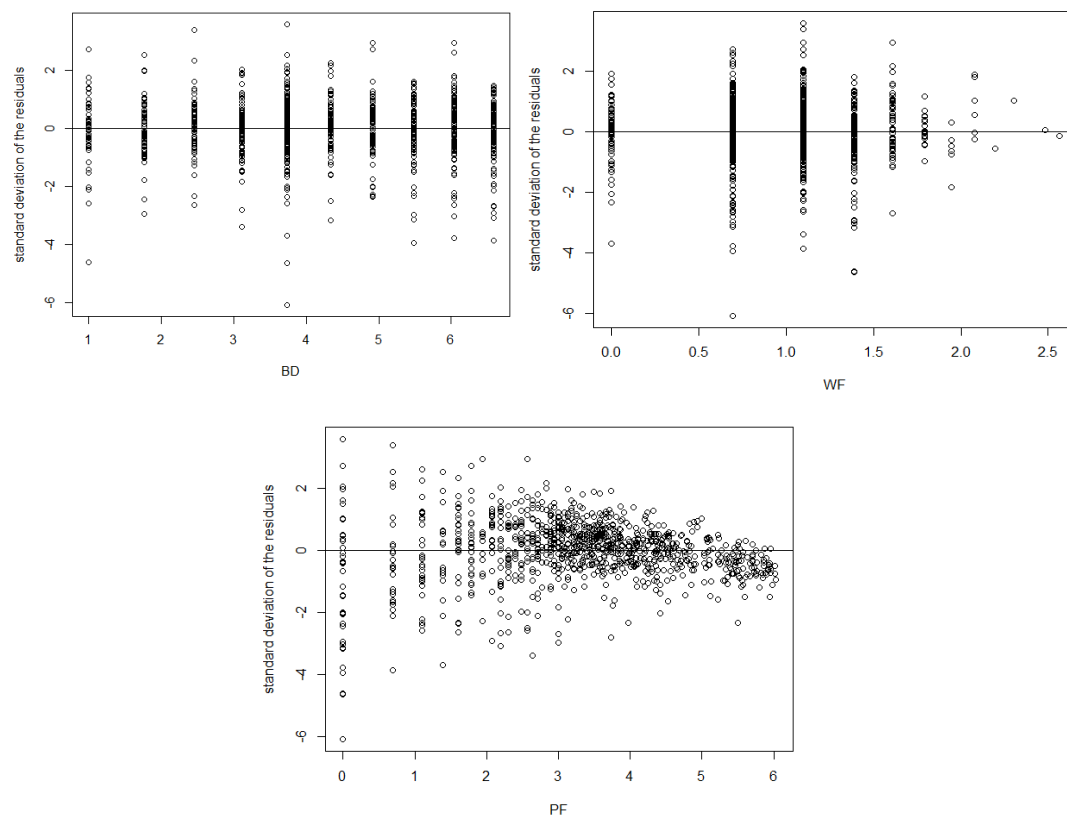 standard deviation of the residuals
2
0
-2
-4
-6
1 2 3 4 5 6
BD
standard deviation of the residuals
2
0
-2
-4
-6
0.0 0.5 1.0 1.5 2.0 2.5
WF
standard deviation of the residuals
2
0
-2
-4
-6
0 1 2 3 4 5 6
PF